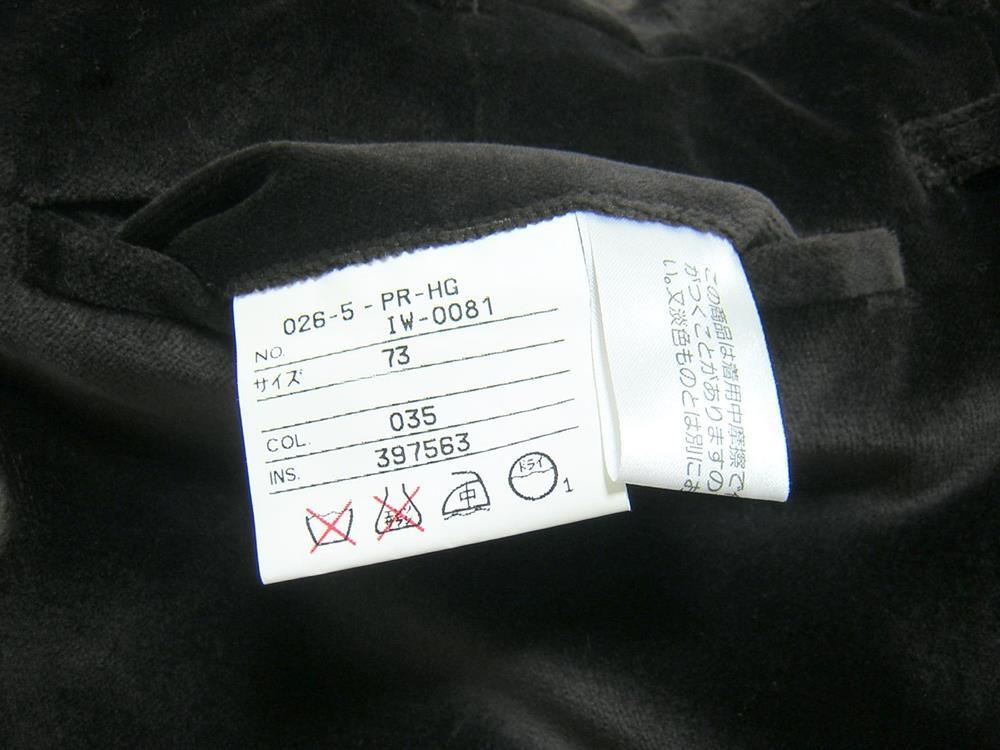 026-5-PR-HG
NO. IW-0081
サイズ 73
COL. 035
INS. 397563
中
ドライ
1
この商品は着用中摩擦で
がつくことがありますの
い。又淡色ものとは別にお